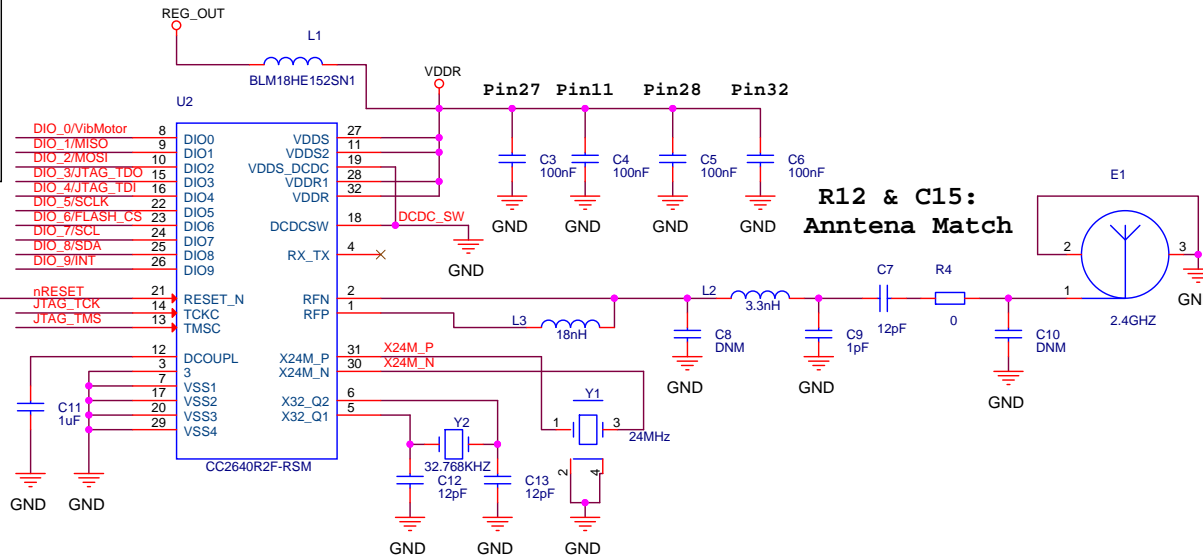 REG_OUT
L1
BLM18HE152SN1
VDDR
Pin27 Pin11 Pin28 Pin32
U2
DIO_0/VibMotor 8 DIO0 VDDS 27
DIO_1/MISO 9 DIO1 VDDS2 11
DIO_2/MOSI 10 DIO2 VDDS_DCDC 19
DIO_3/JTAG_TDO 15 DIO3 VDDR1 28
DIO_4/JTAG_TDI 16 DIO4 VDDR 32
DIO_5/SCLK 22 DIO5
DIO_6/FLASH_CS 23 DIO6 DCDCSW 18 DCDC_SW
DIO_7/SCL 24 DIO7
DIO_8/SDA 25 DIO8 RX_TX 4
DIO_9/INT 26 DIO9
GND
C3
100nF
C4
100nF
C5
100nF
C6
100nF
GND GND GND GND
R12 & C15:
Anntena Match
E1
2 3
1
2.4GHZ
GN
nRESET 21 RESET_N RFN 2
JTAG_TCK 14 TCKC RFP 1
JTAG_TMS 13 TMSC
L3
18nH
L2
3.3nH
C7
12pF
R4
0
C8
DNM
C9
1pF
C10
DNM
GND GND GND
12 DCOUPL X24M_P 31 X24M_P
3 3 X24M_N 30 X24M_N
7 VSS1
17 VSS2 X32_Q2 6
20 VSS3 X32_Q1 5
29 VSS4
C11
1uF
CC2640R2F-RSM
Y1
1 3
24MHz
2 4
Y2
32.768KHZ
C12
12pF
C13
12pF
GND GND GND GND GND